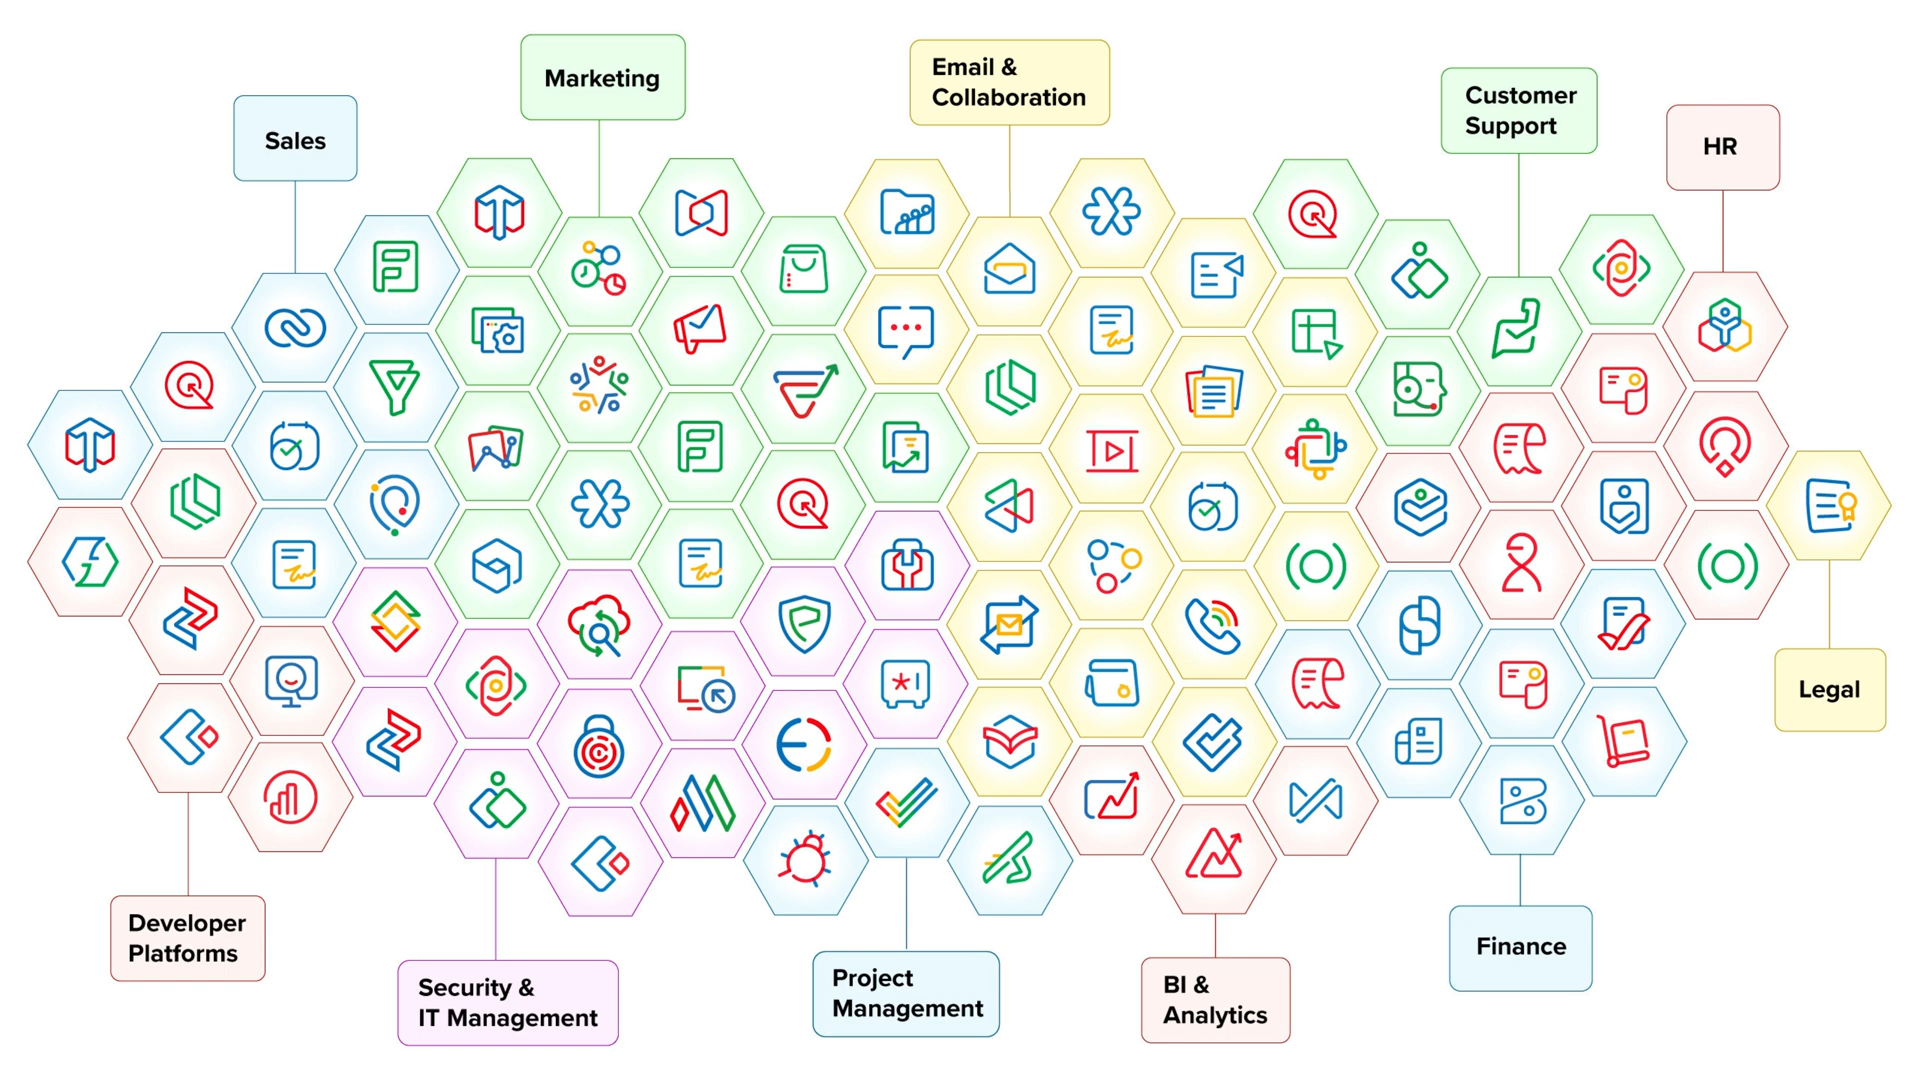 Marketing
Email &
Collaboration
Customer
Support
Sales
HR
Legal
Developer
Platforms
Security &
IT Management
Project
Management
BI &
Analytics
Finance